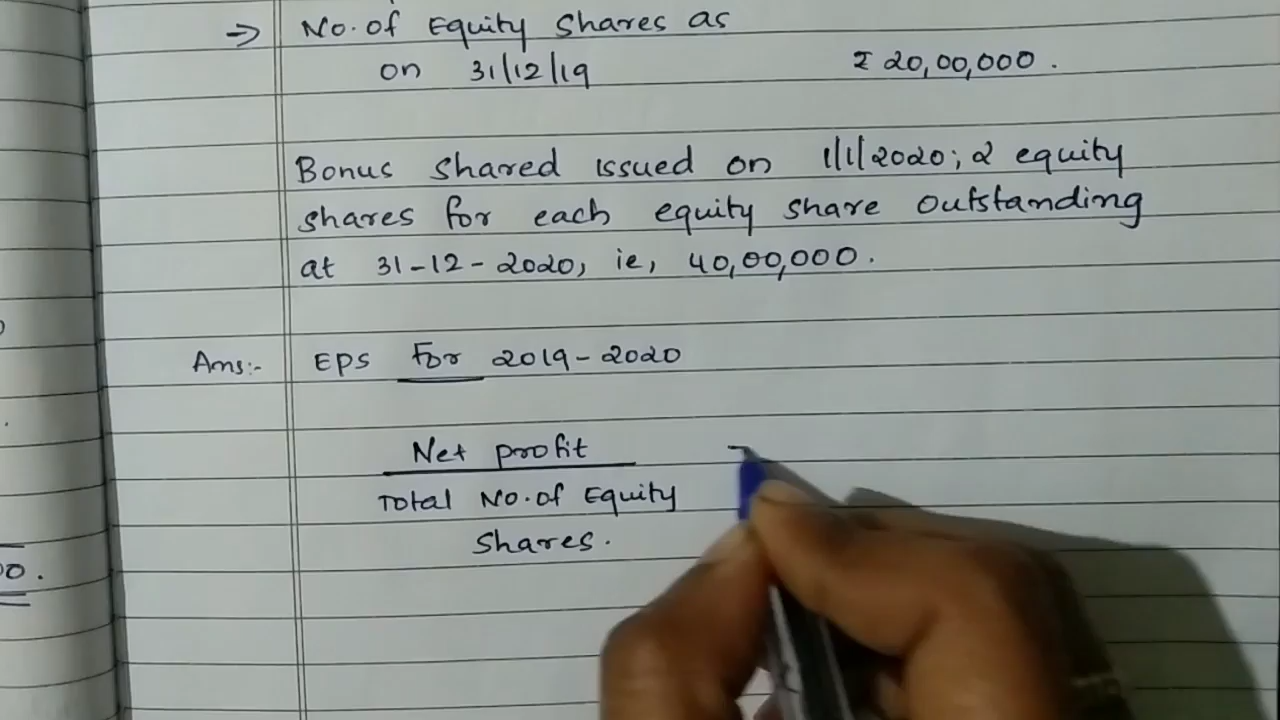 → No. of Equity Shares as
on 31/12/19 ₹ 20,00,000.
Bonus shared issued on 1/1/2020; 2 equity
shares for each equity share outstanding
at 31-12-2020, ie, 40,00,000.
Ans:- EPS For 2019-2020
Net profit
Total No. of Equity
Shares.
00.